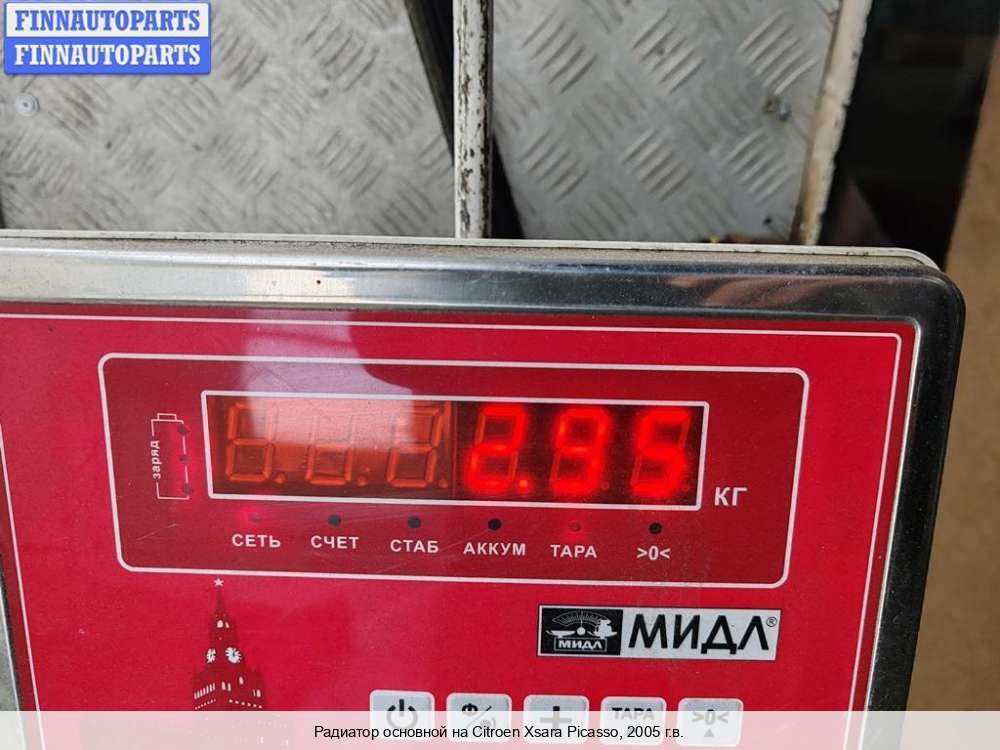 FINNAUTOPARTS
FINNAUTOPARTS
заряд
2.95
КГ
СЕТЬ СЧЕТ СТАБ АККУМ ТАРА >0<
МИДЛ МИДЛ®
ТАРА >0<
Радиатор основной на Citroen Xsara Picasso, 2005 г.в.